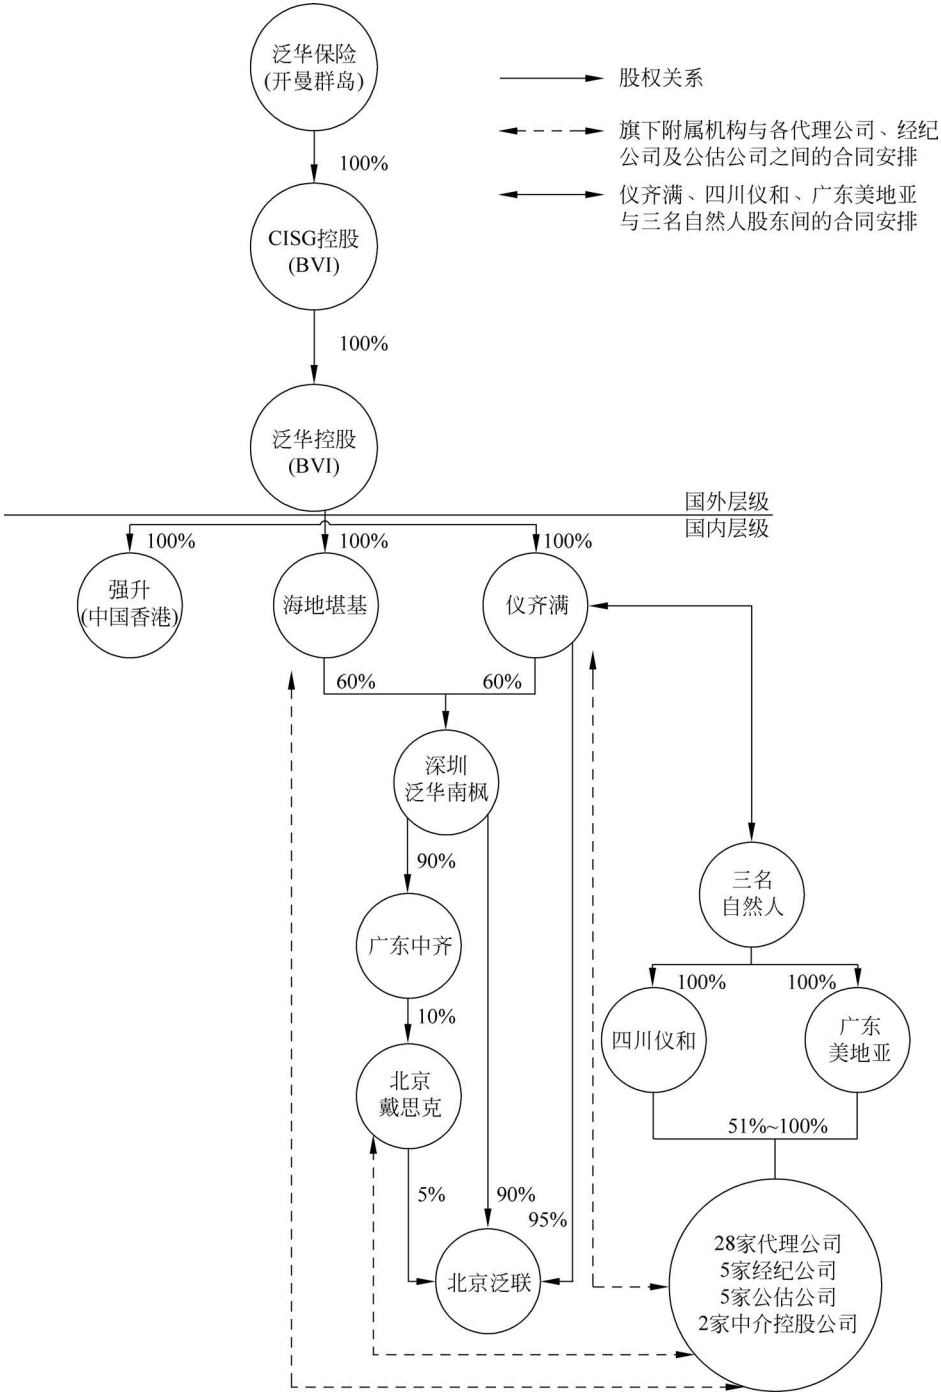 泛华保险
(开曼群岛)
股权关系
旗下附属机构与各代理公司、经纪
公司及公估公司之间的合同安排
100%
仪齐满、四川仪和、广东美地亚
与三名自然人股东间的合同安排
CISG控股
(BVI)
100%
泛华控股
(BVI)
国外层级
国内层级
100%
100%
100%
强升
(中国香港)
海地堪基
仪齐满
60%
60%
深圳
泛华南枫
90%
三名
自然人
广东中齐
100%
100%
10%
四川仪和
广东
美地亚
北京
戴思克
51%~100%
5%
90%
95%
28家代理公司
5家经纪公司
5家公估公司
2家中介控股公司
北京泛联